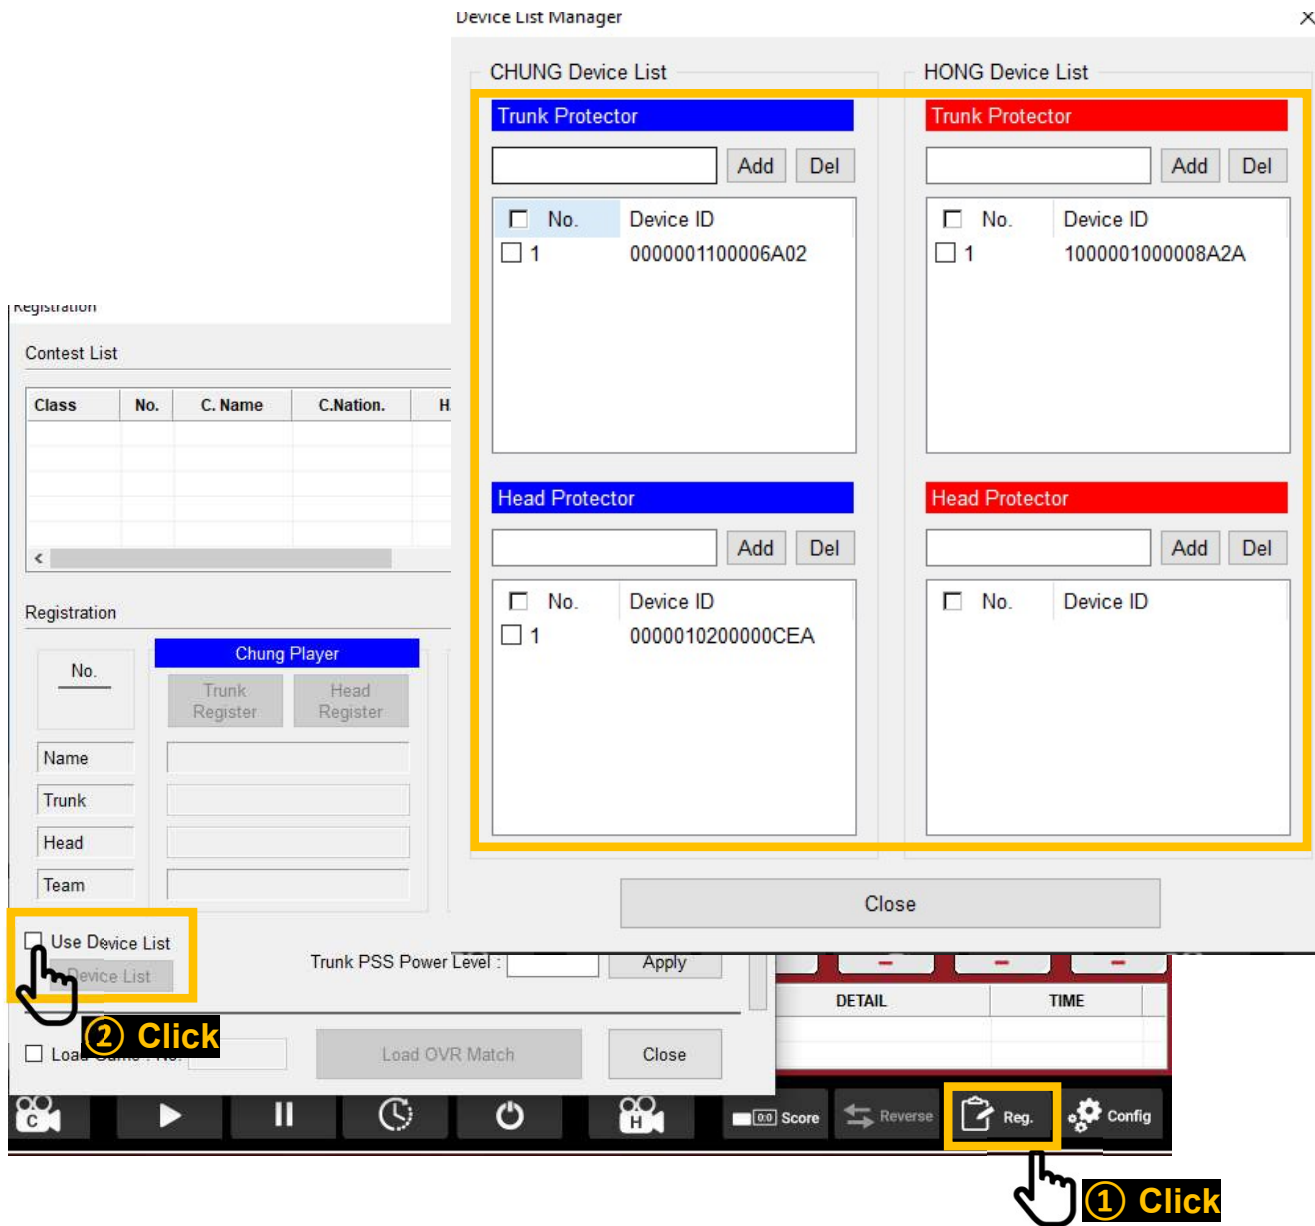 Device List Manager
CHUNG Device List
HONG Device List
Trunk Protector
Trunk Protector
Add Del
Add Del
No. Device ID
1 0000001100006A02
No. Device ID
1 1000001000008A2A
Head Protector
Head Protector
Add Del
Add Del
No. Device ID
1 0000010200000CEA
No. Device ID
Close
Registration
Contest List
Class No. C. Name C.Nation. H
Registration
No.
Chung Player
Trunk Register
Head Register
Name
Trunk
Head
Team
Use Device List
Device List
Trunk PSS Power Level : Apply
② Click
Load No.
Load OVR Match
Close
DETAIL TIME
C
H
0:0 Score
Reverse
Reg.
Config
① Click